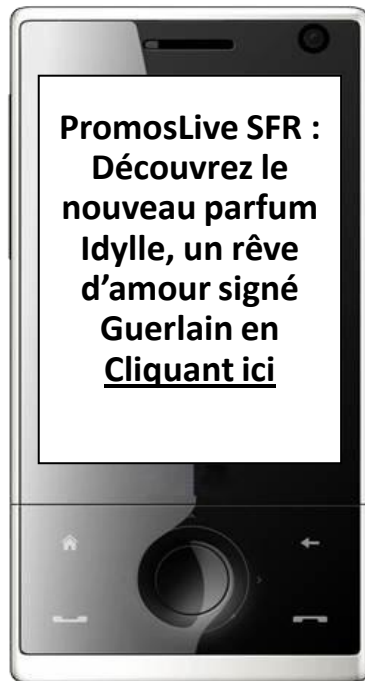 PromosLive SFR :
Découvrez le
nouveau parfum
Idylle, un rêve
d’amour signé
Guerlain en
Cliquant ici